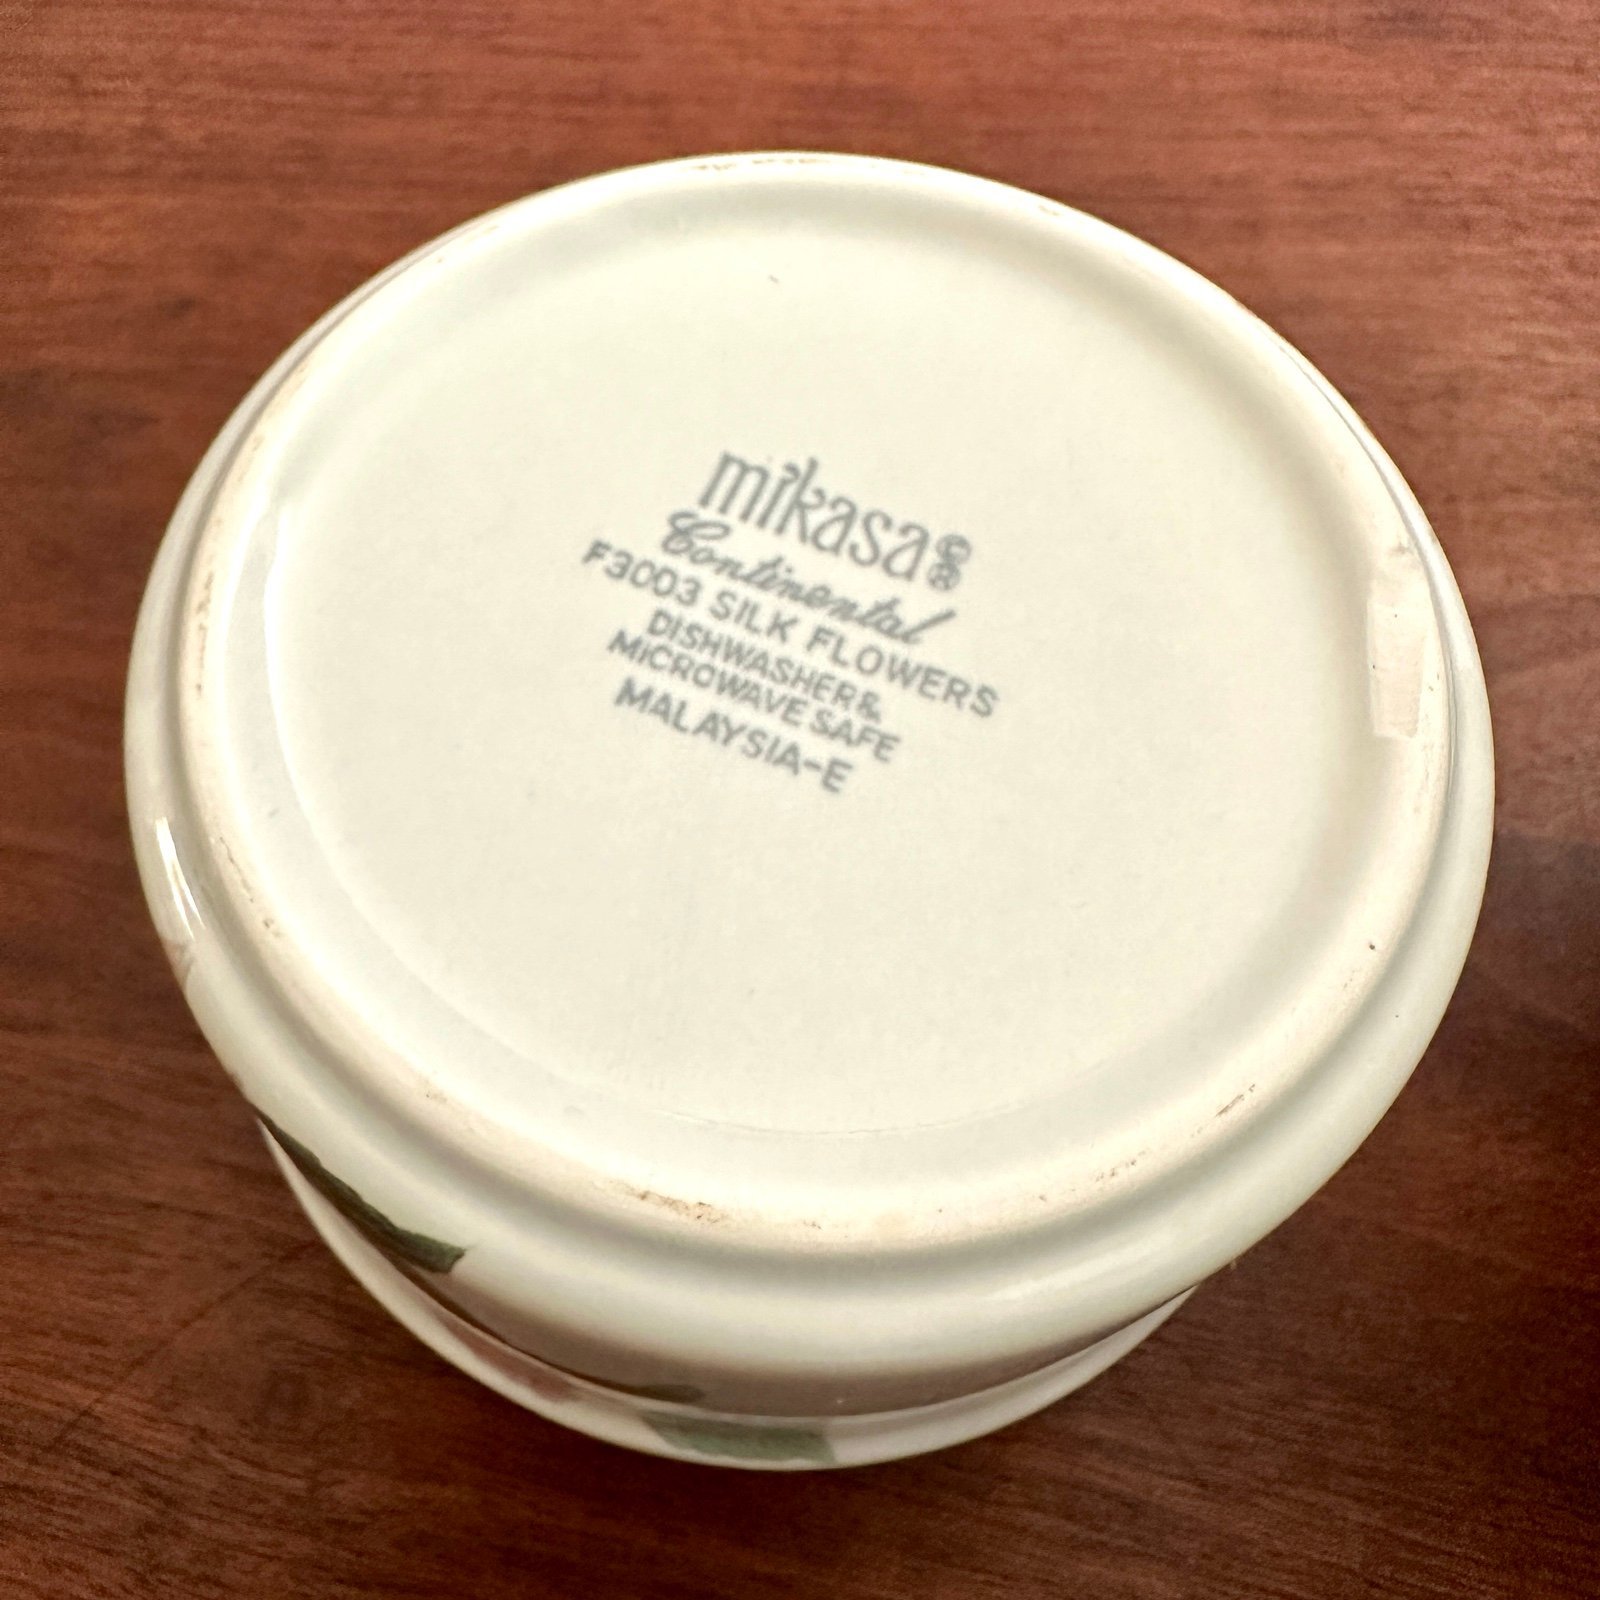 mikasa
Continental
F3003 SILK FLOWERS
DISHWASHER&
MICROWAVE SAFE
MALAYSIA-E